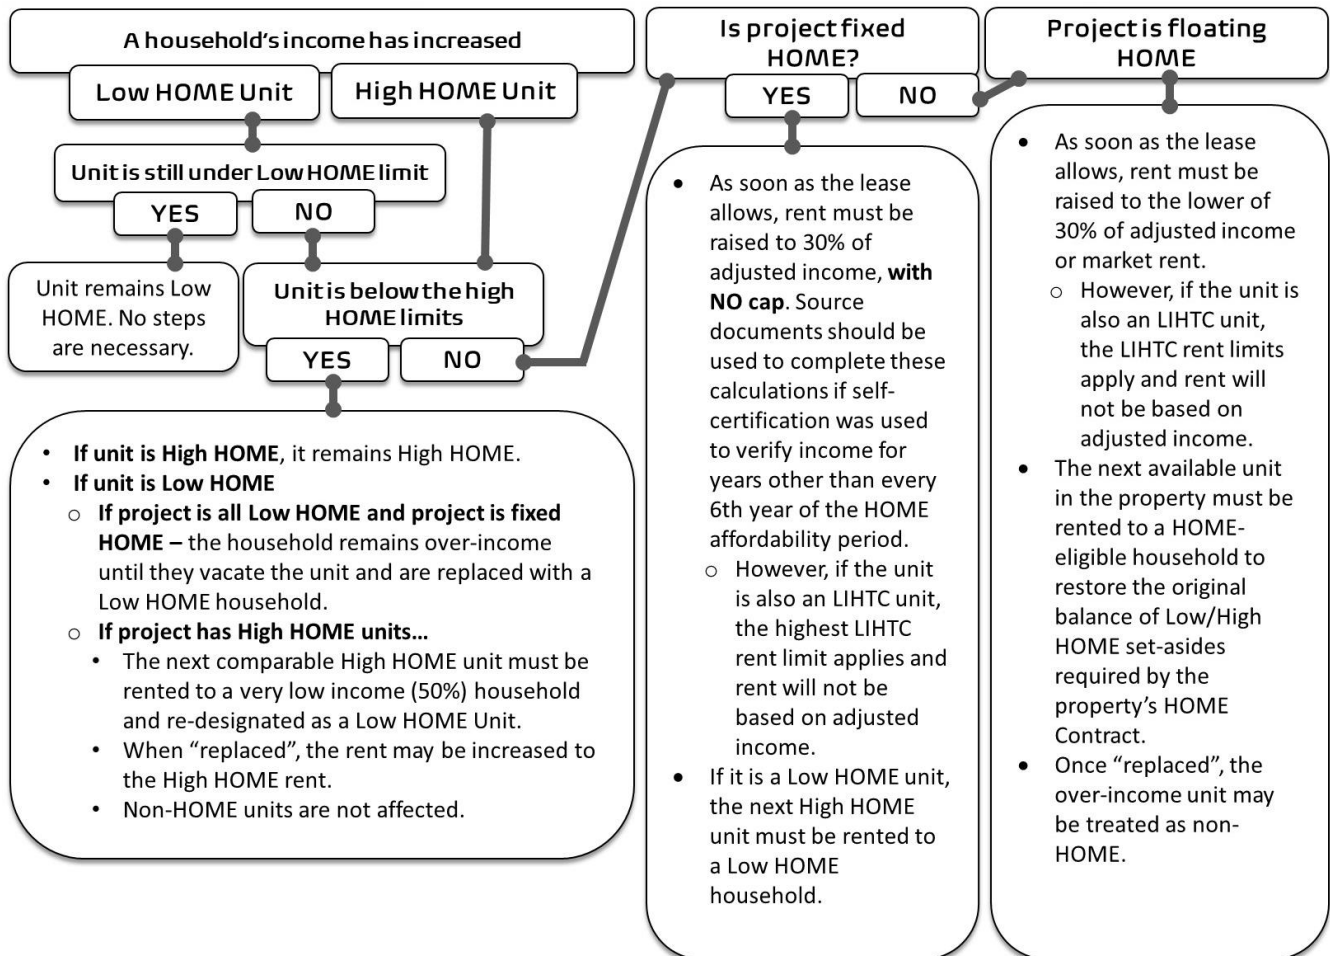 A household's income has increased
Low HOME Unit
High HOME Unit
Unit is still under Low HOME limit
YES
NO
Unit remains Low
HOME. No steps
are necessary.
Unit is below the high
HOME limits
YES
NO
• If unit is High HOME, it remains High HOME.
• If unit is Low HOME
o If project is all Low HOME and project is fixed
HOME – the household remains over-income
until they vacate the unit and are replaced with a
Low HOME household.
o If project has High HOME units…
• The next comparable High HOME unit must be
rented to a very low income (50%) household
and re-designated as a Low HOME Unit.
• When “replaced”, the rent may be increased to
the High HOME rent.
• Non-HOME units are not affected.
Is project fixed
HOME?
YES
NO
• As soon as the lease
allows, rent must be
raised to 30% of
adjusted income, with
NO cap. Source
documents should be
used to complete these
calculations if self-
certification was used
to verify income for
years other than every
6th year of the HOME
affordability period.
o However, if the unit
is also an LIHTC unit,
the highest LIHTC
rent limit applies and
rent will not be
based on adjusted
income.
• If it is a Low HOME unit,
the next High HOME
unit must be rented to
a Low HOME
household.
Project is floating
HOME
• As soon as the lease
allows, rent must be
raised to the lower of
30% of adjusted income
or market rent.
o However, if the unit is
also an LIHTC unit,
the LIHTC rent limits
apply and rent will
not be based on
adjusted income.
• The next available unit
in the property must be
rented to a HOME-
eligible household to
restore the original
balance of Low/High
HOME set-asides
required by the
property’s HOME
Contract.
• Once “replaced”, the
over-income unit may
be treated as non-
HOME.